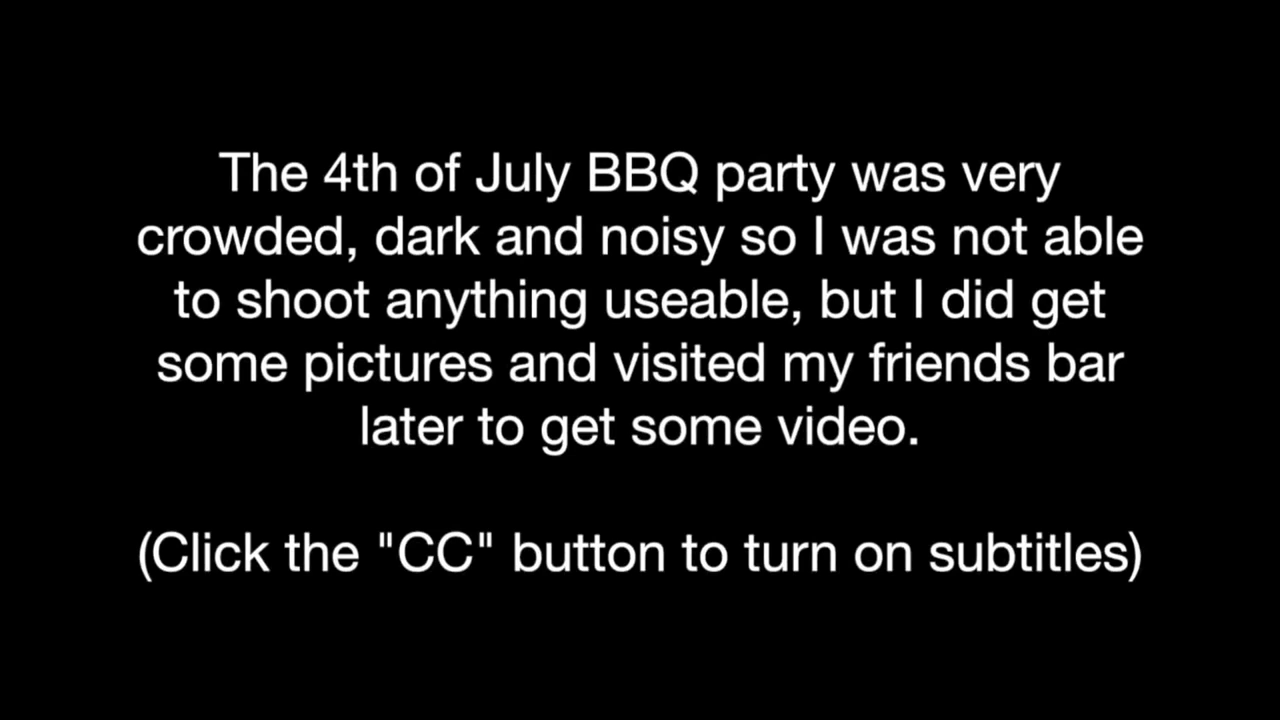 The 4th of July BBQ party was very
crowded, dark and noisy so I was not able
to shoot anything useable, but I did get
some pictures and visited my friends bar
later to get some video.
(Click the "CC" button to turn on subtitles)